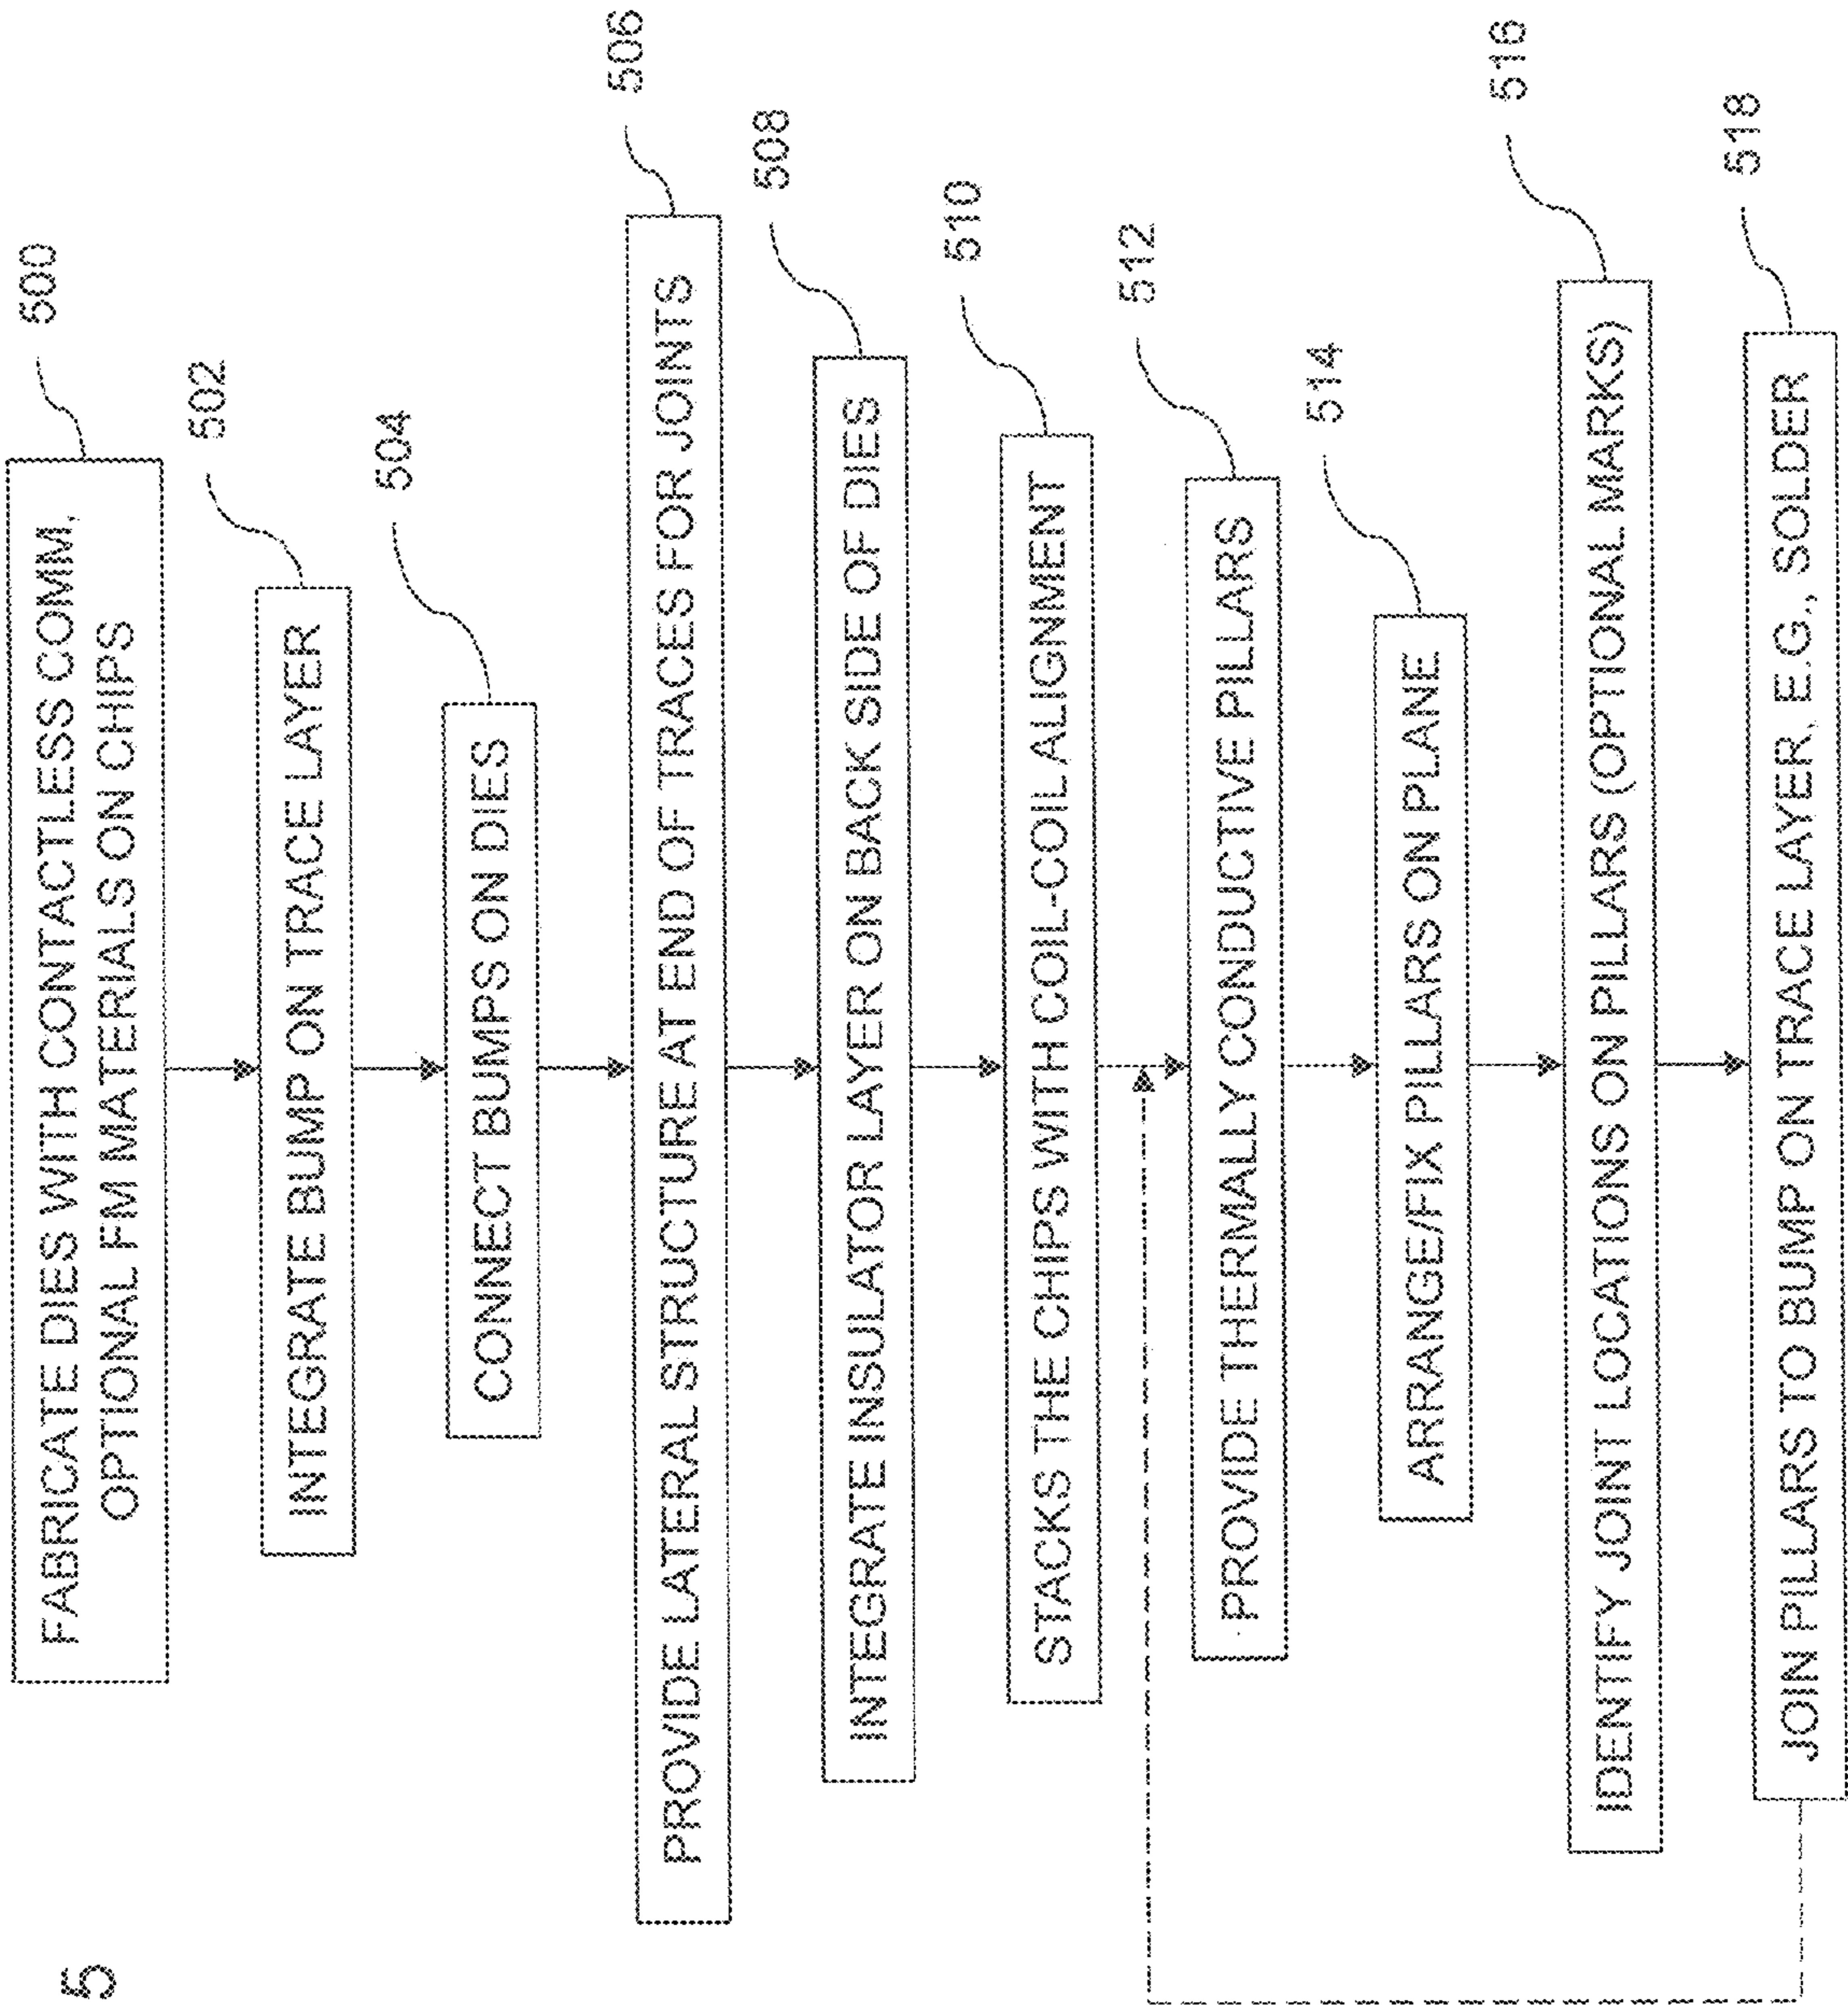 5
FABRICATE DIES WITH CONTACTLESS COMM,
OPTIONAL FM MATERIALS ON CHIPS
500
INTEGRATE BUMP ON TRACE LAYER
502
CONNECT BUMPS ON DIES
504
PROVIDE LATERAL STRUCTURE AT END OF TRACES FOR JOINTS
506
INTEGRATE INSULATOR LAYER ON BACK SIDE OF DIES
508
STACKS THE CHIPS WITH COIL-COIL ALIGNMENT
510
PROVIDE THERMALLY CONDUCTIVE PILLARS
512
ARRANGE/FIX PILLARS ON PLANE
514
IDENTIFY JOINT LOCATIONS ON PILLARS (OPTIONAL MARKS)
516
JOIN PILLARS TO BUMP ON TRACE LAYER, E.G., SOLDER
518